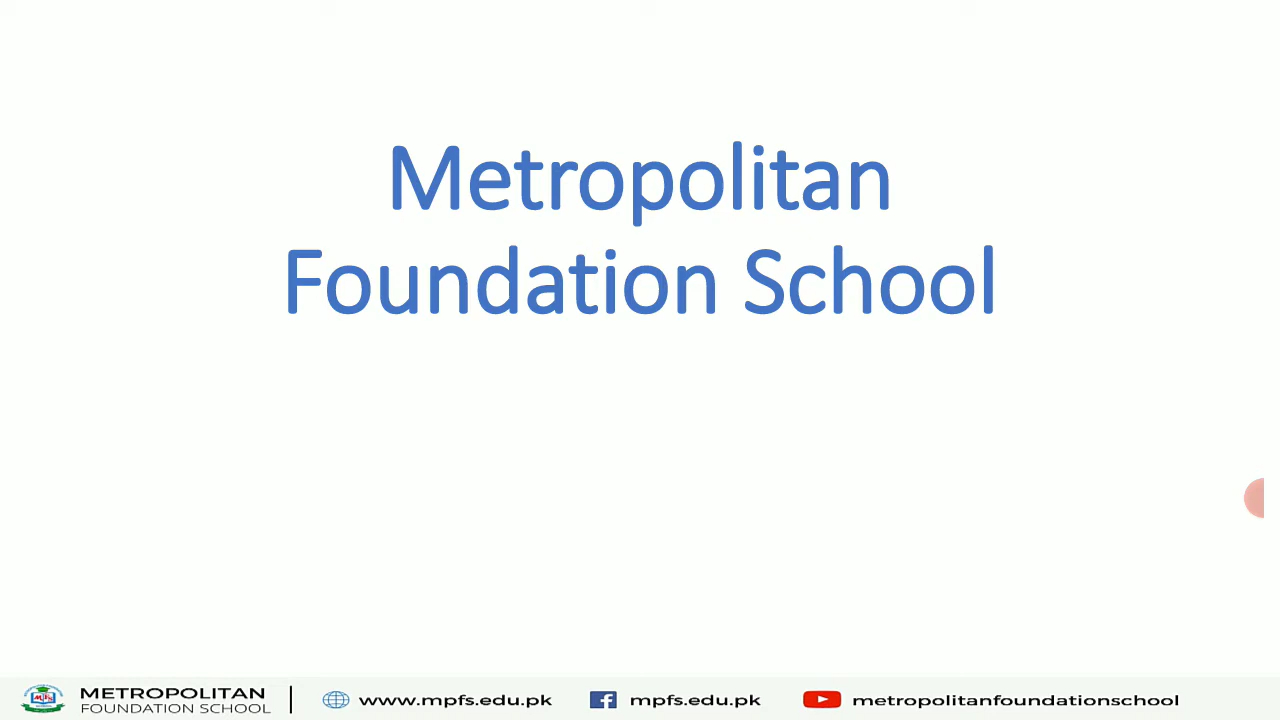 Metropolitan
Foundation School
METROPOLITAN
FOUNDATION SCHOOL
www.mpfs.edu.pk
mpfs.edu.pk
metropolitanfoundationschool